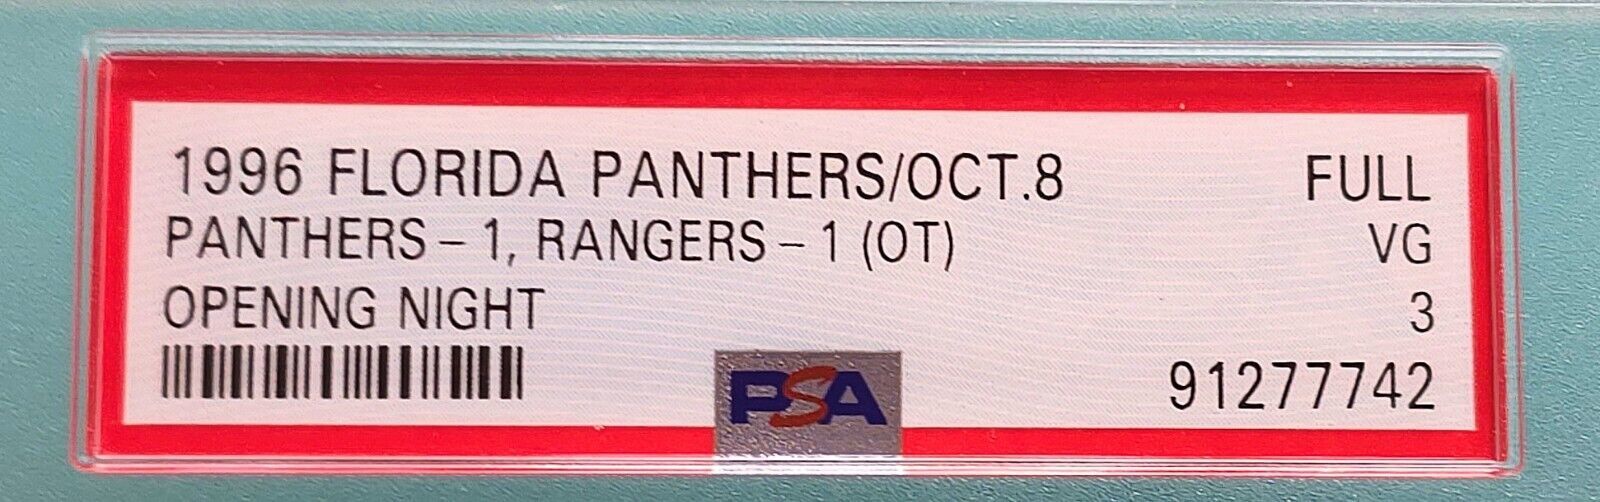 1996 FLORIDA PANTHERS/OCT.8 FULL
PANTHERS - 1, RANGERS - 1 (OT) VG
OPENING NIGHT 3
PSA 91277742